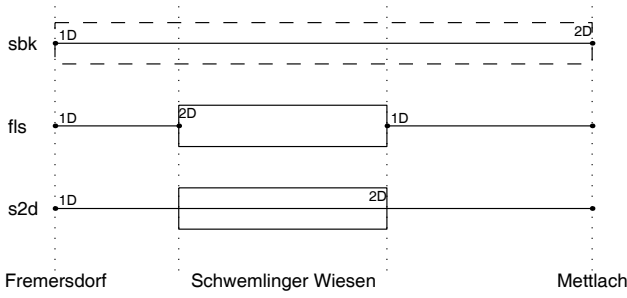 sbk 1D 2D
fls 1D 2D 1D
s2d 1D 2D
Fremersdorf Schwemlinger Wiesen Mettlach